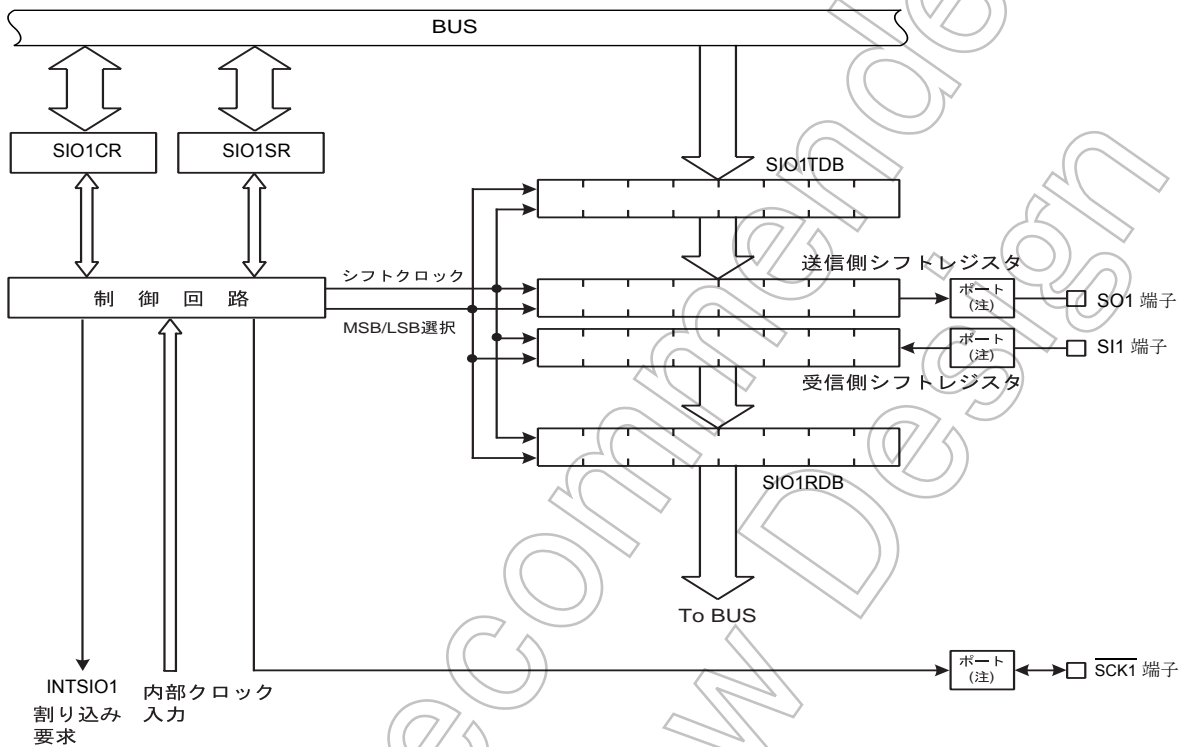 BUS
SIO1CR
SIO1SR
SIO1TDB
送信側シフトレジスタ
シフトクロック
制御回路
MSB/LSB選択
ポート
(注)
SO1 端子
ポート
(注)
SI1 端子
受信側シフトレジスタ
SIO1RDB
To BUS
ポート
(注)
SCK1 端子
INTSIO1
割り込み
要求
内部クロック
入力
ecommende
w Design